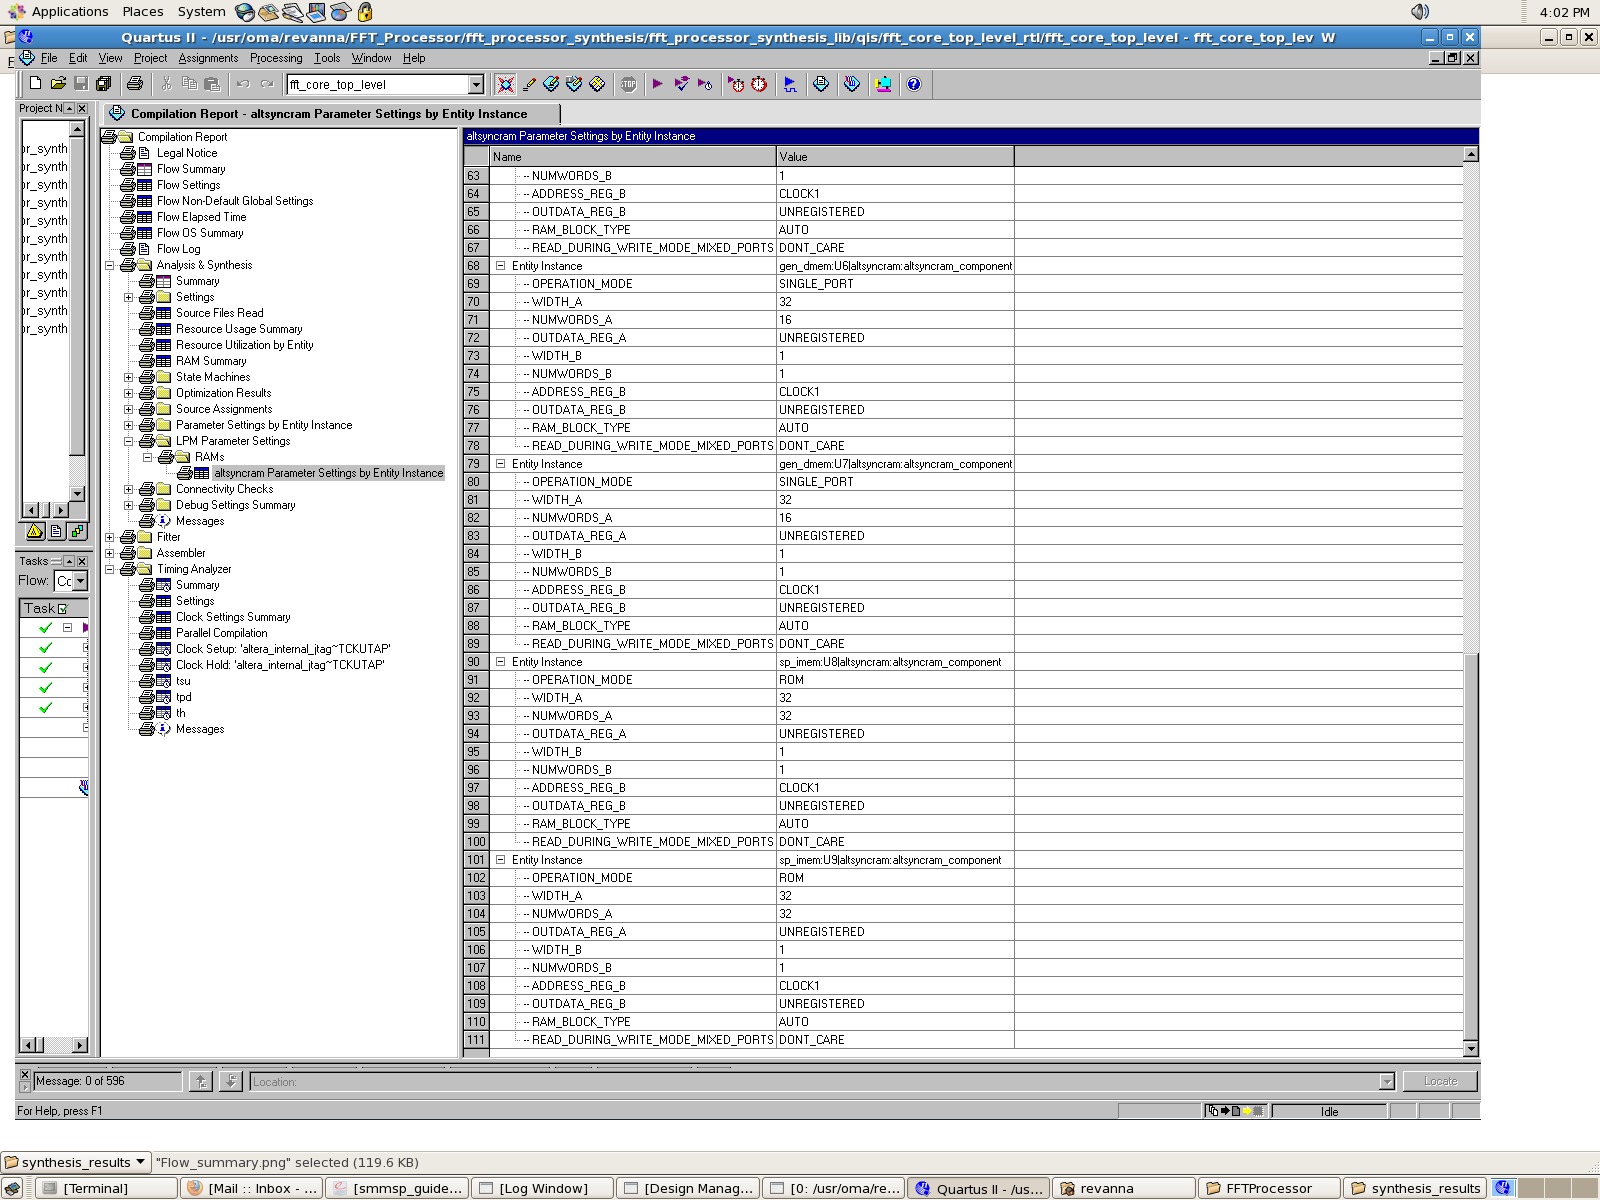 Applications Places System 4:02 PM
Quartus II - /usr/oma/revanna/FFT_Processor/fft_processor_synthesis/fft_processor_synthesis_lib/qis/fft_core_top_level_rtl/fft_core_top_level - fft_core_top_lev W
File Edit View Project Assignments Processing Tools Window Help
fft_core_top_level
Project N
Compilation Report - altsyncram Parameter Settings by Entity Instance
or_synth
or_synth
or_synth
or_synth
or_synth
or_synth
or_synth
or_synth
or_synth
or_synth
or_synth
Tasks
Flow: Cc
Task
Compilation Report
Legal Notice
Flow Summary
Flow Settings
Flow Non-Default Global Settings
Flow Elapsed Time
Flow OS Summary
Flow Log
Analysis & Synthesis
Summary
Settings
Source Files Read
Resource Usage Summary
Resource Utilization by Entity
RAM Summary
State Machines
Optimization Results
Source Assignments
Parameter Settings by Entity Instance
LPM Parameter Settings
RAMs
altsyncram Parameter Settings by Entity Instance
Connectivity Checks
Debug Settings Summary
Messages
Fitter
Assembler
Timing Analyzer
Summary
Settings
Clock Settings Summary
Parallel Compilation
Clock Setup: 'altera_internal_jtag~TCKUTAP'
Clock Hold: 'altera_internal_jtag~TCKUTAP'
tsu
tpd
th
Messages
altsyncram Parameter Settings by Entity Instance
Name Value
63 -- NUMWORDS_B 1
64 -- ADDRESS_REG_B CLOCK1
65 -- OUTDATA_REG_B UNREGISTERED
66 -- RAM_BLOCK_TYPE AUTO
67 -- READ_DURING_WRITE_MODE_MIXED_PORTS DONT_CARE
68 Entity Instance gen_dmem:U6|altsyncram:altsyncram_component
69 -- OPERATION_MODE SINGLE_PORT
70 -- WIDTH_A 32
71 -- NUMWORDS_A 16
72 -- OUTDATA_REG_A UNREGISTERED
73 -- WIDTH_B 1
74 -- NUMWORDS_B 1
75 -- ADDRESS_REG_B CLOCK1
76 -- OUTDATA_REG_B UNREGISTERED
77 -- RAM_BLOCK_TYPE AUTO
78 -- READ_DURING_WRITE_MODE_MIXED_PORTS DONT_CARE
79 Entity Instance gen_dmem:U7|altsyncram:altsyncram_component
80 -- OPERATION_MODE SINGLE_PORT
81 -- WIDTH_A 32
82 -- NUMWORDS_A 16
83 -- OUTDATA_REG_A UNREGISTERED
84 -- WIDTH_B 1
85 -- NUMWORDS_B 1
86 -- ADDRESS_REG_B CLOCK1
87 -- OUTDATA_REG_B UNREGISTERED
88 -- RAM_BLOCK_TYPE AUTO
89 -- READ_DURING_WRITE_MODE_MIXED_PORTS DONT_CARE
90 Entity Instance sp_imem:U8|altsyncram:altsyncram_component
91 -- OPERATION_MODE ROM
92 -- WIDTH_A 32
93 -- NUMWORDS_A 32
94 -- OUTDATA_REG_A UNREGISTERED
95 -- WIDTH_B 1
96 -- NUMWORDS_B 1
97 -- ADDRESS_REG_B CLOCK1
98 -- OUTDATA_REG_B UNREGISTERED
99 -- RAM_BLOCK_TYPE AUTO
100 -- READ_DURING_WRITE_MODE_MIXED_PORTS DONT_CARE
101 Entity Instance sp_imem:U9|altsyncram:altsyncram_component
102 -- OPERATION_MODE ROM
103 -- WIDTH_A 32
104 -- NUMWORDS_A 32
105 -- OUTDATA_REG_A UNREGISTERED
106 -- WIDTH_B 1
107 -- NUMWORDS_B 1
108 -- ADDRESS_REG_B CLOCK1
109 -- OUTDATA_REG_B UNREGISTERED
110 -- RAM_BLOCK_TYPE AUTO
111 -- READ_DURING_WRITE_MODE_MIXED_PORTS DONT_CARE
Message: 0 of 596 Location: Locate
For Help, press F1 Idle
synthesis_results "Flow_summary.png" selected (119.6 KB)
[Terminal] [Mail :: Inbox - ... [smmsp_guide... [Log Window] [Design Manag... [0: /usr/oma/re... Quartus II - /us... revanna FFTProcessor synthesis_results